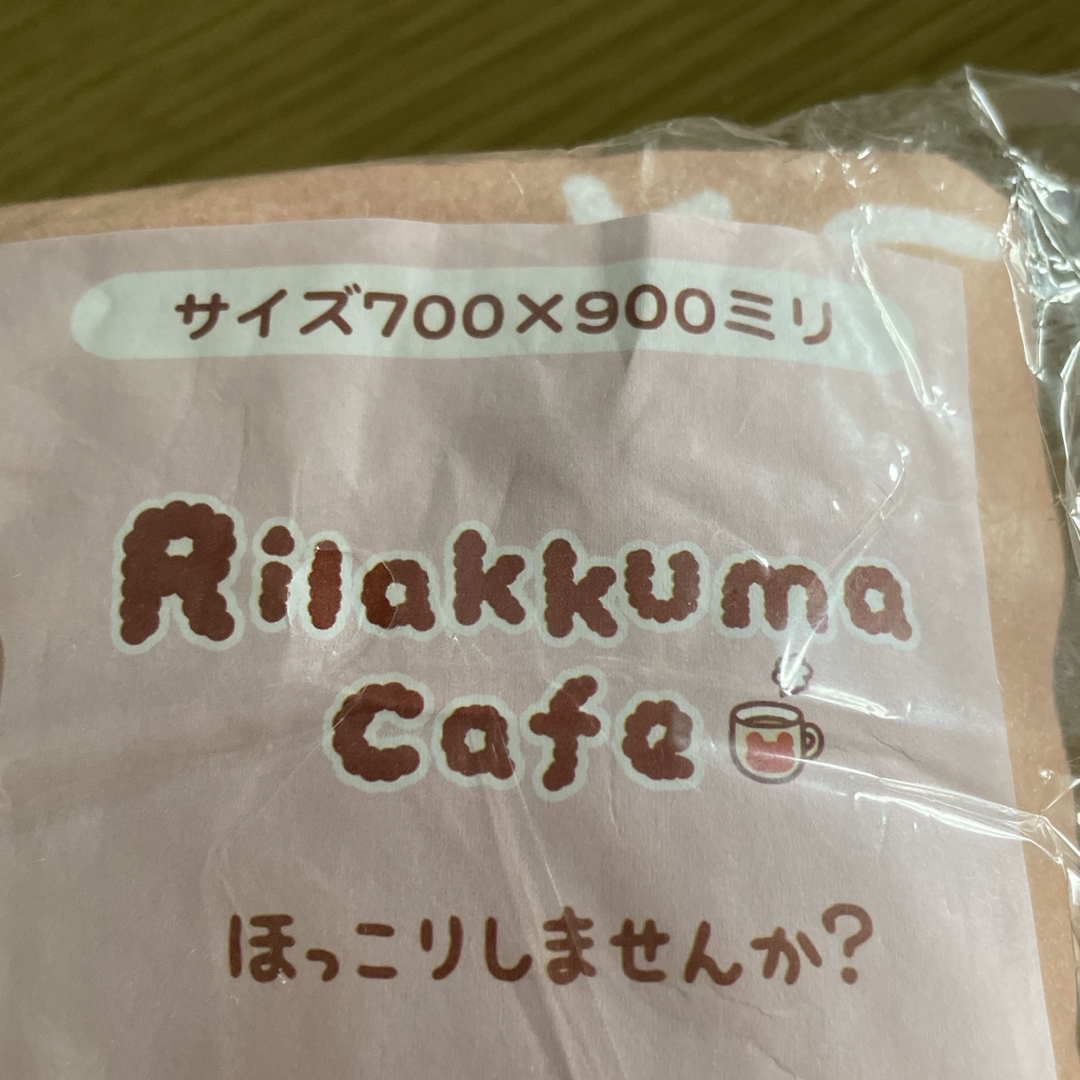 サイズ700×900ミリ
Rilakkuma
Cafe
ほっこりしませんか?